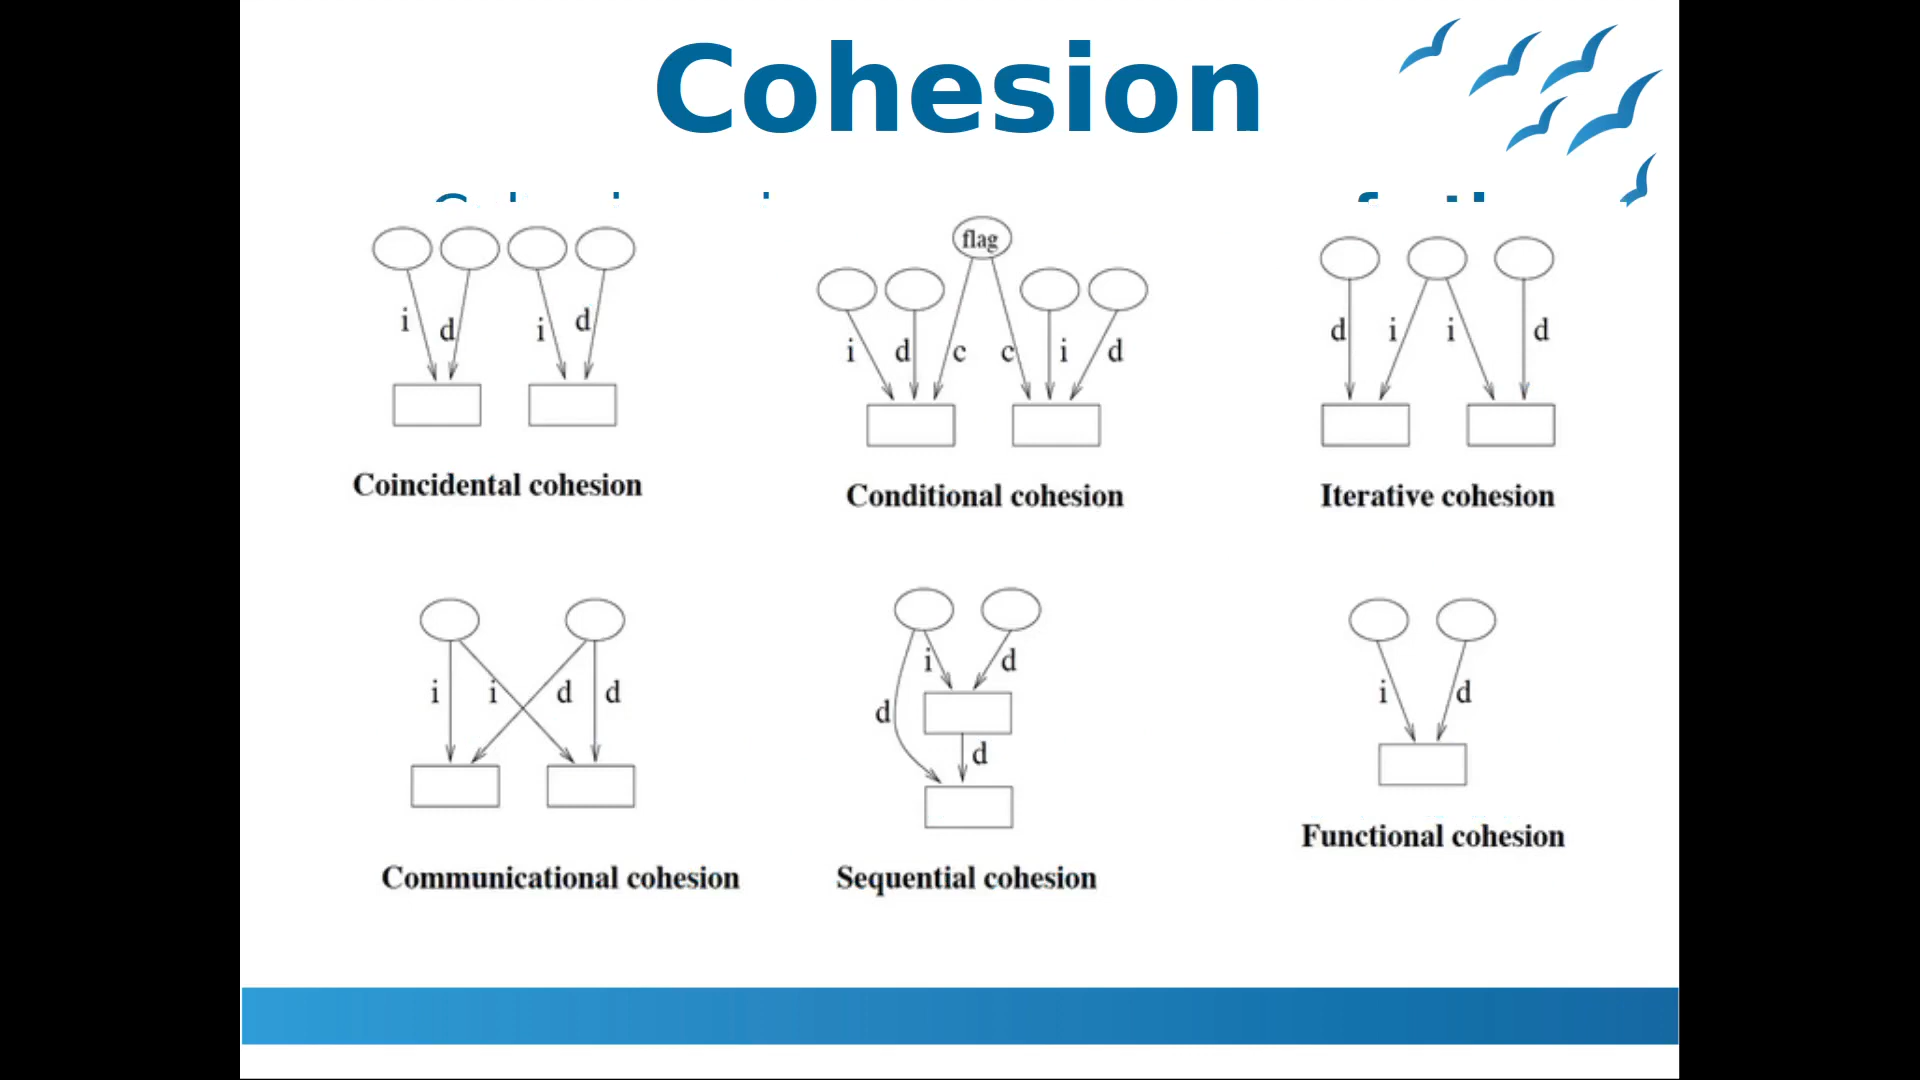 Cohesion
flag
i d i d
i d c c i d
d i i d
Coincidental cohesion
Conditional cohesion
Iterative cohesion
i i d d
i d
d
d
i d
Communicational cohesion
Sequential cohesion
Functional cohesion